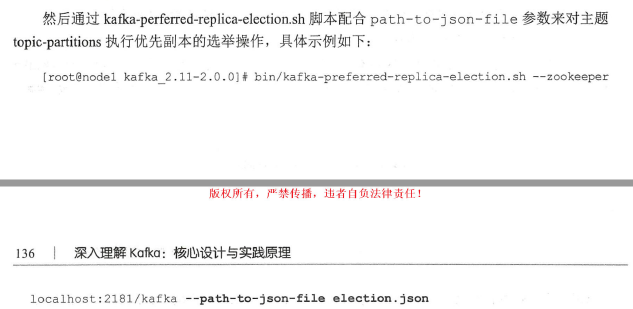 然后通过 kafka-perferred-replica-election.sh 脚本配合 path-to-json-file 参数来对主题
topic-partitions 执行优先副本的选举操作，具体示例如下：
[root@node1 kafka_2.11-2.0.0]# bin/kafka-preferred-replica-election.sh --zookeeper
版权所有，严禁传播，违者自负法律责任！
136 | 深入理解 Kafka：核心设计与实践原理
localhost:2181/kafka --path-to-json-file election.json